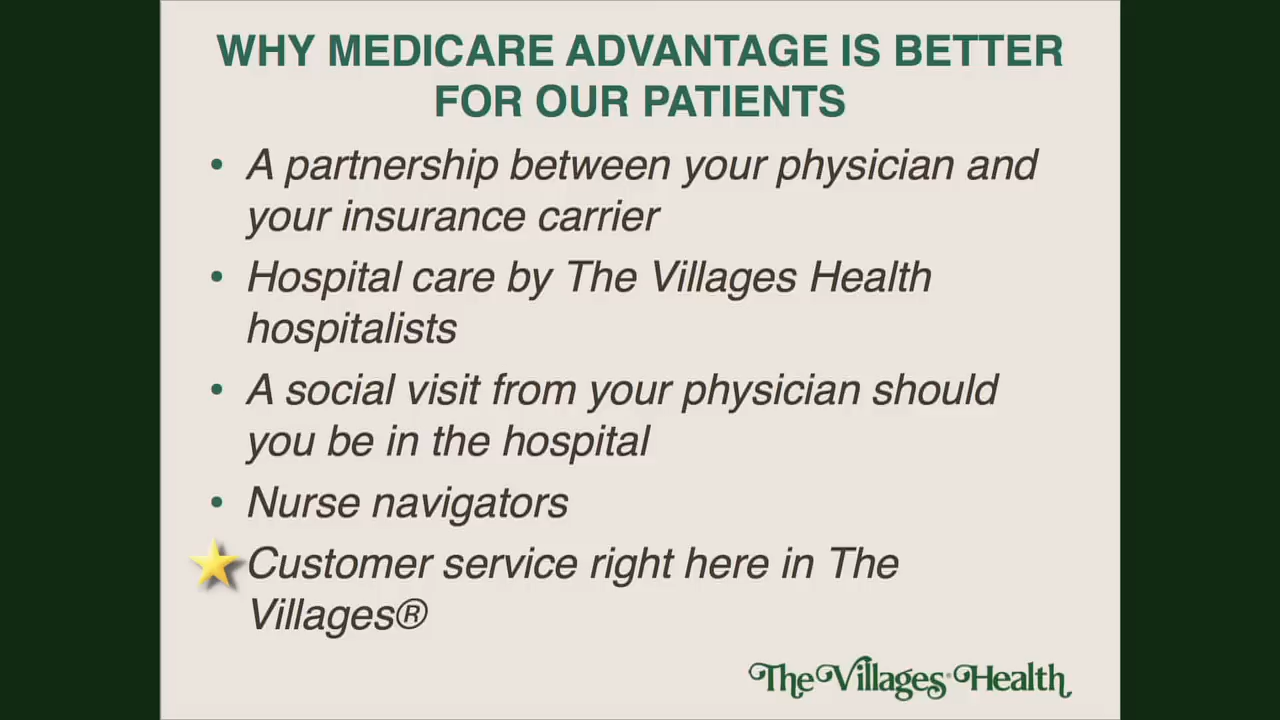 WHY MEDICARE ADVANTAGE IS BETTER
FOR OUR PATIENTS
• A partnership between your physician and
your insurance carrier
• Hospital care by The Villages Health
hospitalists
• A social visit from your physician should
you be in the hospital
• Nurse navigators
Customer service right here in The
Villages®
The Villages® Health